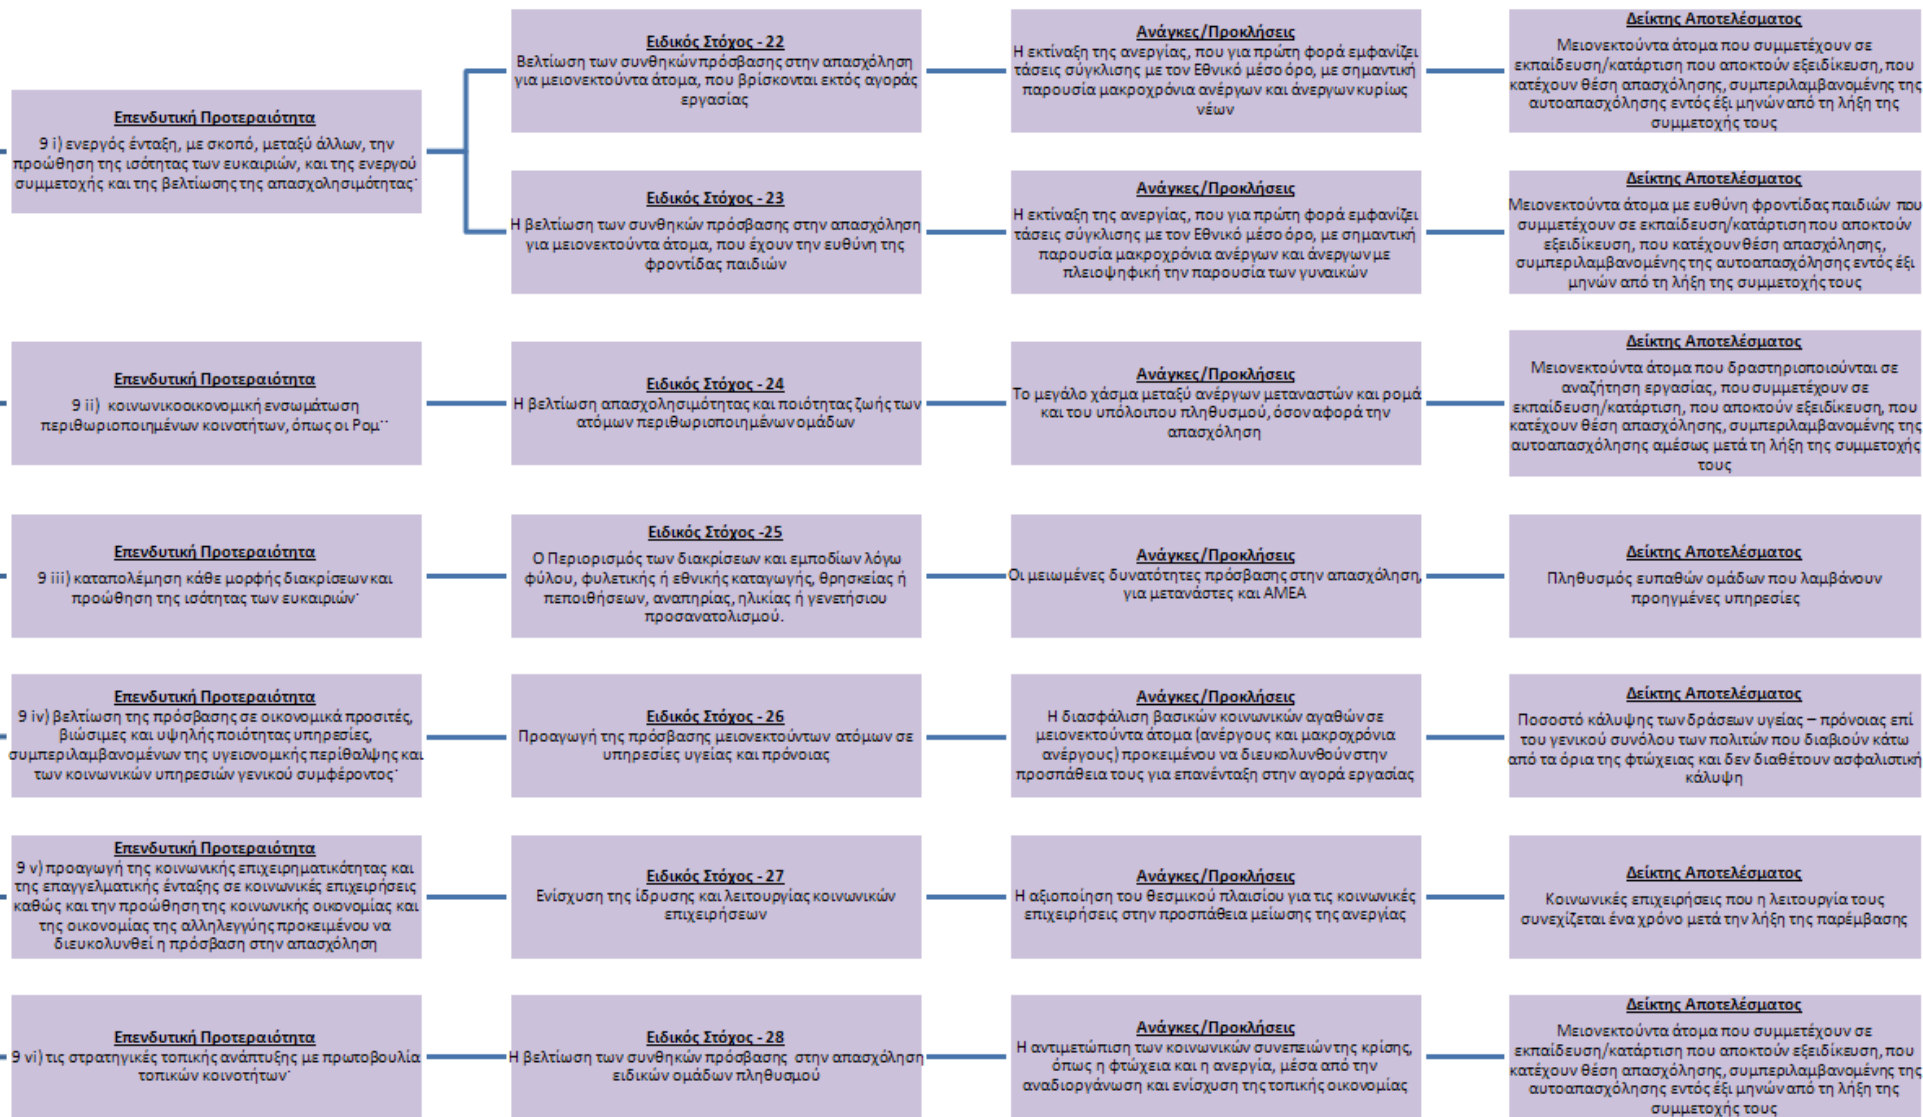 Επενδυτική Προτεραιότητα
9 i) ενεργός ένταξη, με σκοπό, μεταξύ άλλων, την
προώθηση της ισότητας των ευκαιριών, και της ενεργού
συμμετοχής και της βελτίωσης της απασχολησιμότητας·
Ειδικός Στόχος - 22
Βελτίωση των συνθηκών πρόσβασης στην απασχόληση
για μειονεκτούντα άτομα, που βρίσκονται εκτός αγοράς
εργασίας
Ανάγκες/Προκλήσεις
Η εκτίναξη της ανεργίας, που για πρώτη φορά εμφανίζει
τάσεις σύγκλισης με τον Εθνικό μέσο όρο, με σημαντική
παρουσία μακροχρόνια ανέργων και άνεργων κυρίως
νέων
Δείκτης Αποτελέσματος
Μειονεκτούντα άτομα που συμμετέχουν σε
εκπαίδευση/κατάρτιση που αποκτούν εξειδίκευση, που
κατέχουν θέση απασχόλησης, συμπεριλαμβανομένης της
αυτοαπασχόλησης εντός έξι μηνών από τη λήξη της
συμμετοχής τους
Ειδικός Στόχος - 23
Η βελτίωση των συνθηκών πρόσβασης στην απασχόληση
για μειονεκτούντα άτομα, που έχουν την ευθύνη της
φροντίδας παιδιών
Ανάγκες/Προκλήσεις
Η εκτίναξη της ανεργίας, που για πρώτη φορά εμφανίζει
τάσεις σύγκλισης με τον Εθνικό μέσο όρο, με σημαντική
παρουσία μακροχρόνια ανέργων και άνεργων με
πλειοψηφική την παρουσία των γυναικών
Δείκτης Αποτελέσματος
Μειονεκτούντα άτομα με ευθύνη φροντίδας παιδιών που
συμμετέχουν σε εκπαίδευση/κατάρτιση που αποκτούν
εξειδίκευση, που κατέχουν θέση απασχόλησης,
συμπεριλαμβανομένης της αυτοαπασχόλησης εντός έξι
μηνών από τη λήξη της συμμετοχής τους
Επενδυτική Προτεραιότητα
9 ii) κοινωνικοοικονομική ενσωμάτωση
περιθωριοποιημένων κοινοτήτων, όπως οι Ρομ¨
Ειδικός Στόχος - 24
Η βελτίωση απασχολησιμότητας και ποιότητας ζωής των
ατόμων περιθωριοποιημένων ομάδων
Ανάγκες/Προκλήσεις
Το μεγάλο χάσμα μεταξύ ανέργων μεταναστών και ρομά
και του υπόλοιπου πληθυσμού, όσον αφορά την
απασχόληση
Δείκτης Αποτελέσματος
Μειονεκτούντα άτομα που δραστηριοποιούνται σε
αναζήτηση εργασίας, που συμμετέχουν σε
εκπαίδευση/κατάρτιση, που αποκτούν εξειδίκευση, που
κατέχουν θέση απασχόλησης, συμπεριλαμβανομένης της
αυτοαπασχόλησης αμέσως μετά τη λήξη της συμμετοχής
τους
Επενδυτική Προτεραιότητα
9 iii) καταπολέμηση κάθε μορφής διακρίσεων και
προώθηση της ισότητας των ευκαιριών·
Ειδικός Στόχος -25
Ο Περιορισμός των διακρίσεων και εμποδίων λόγω
φύλου, φυλετικής ή εθνικής καταγωγής, θρησκείας ή
πεποιθήσεων, αναπηρίας, ηλικίας ή γενετήσιου
προσανατολισμού.
Ανάγκες/Προκλήσεις
Οι μειωμένες δυνατότητες πρόσβασης στην απασχόληση,
για μετανάστες και ΑΜΕΑ
Δείκτης Αποτελέσματος
Πληθυσμός ευπαθών ομάδων που λαμβάνουν
προηγμένες υπηρεσίες
Επενδυτική Προτεραιότητα
9 iv) βελτίωση της πρόσβασης σε οικονομικά προσιτές,
βιώσιμες και υψηλής ποιότητας υπηρεσίες,
συμπεριλαμβανομένων της υγειονομικής περίθαλψης και
των κοινωνικών υπηρεσιών γενικού συμφέροντος·
Ειδικός Στόχος - 26
Προαγωγή της πρόσβασης μειονεκτούντων ατόμων σε
υπηρεσίες υγείας και πρόνοιας
Ανάγκες/Προκλήσεις
Η διασφάλιση βασικών κοινωνικών αγαθών σε
μειονεκτούντα άτομα (ανέργους και μακροχρόνια
ανέργους) προκειμένου να διευκολυνθούν στην
προσπάθεια τους για επανένταξη στην αγορά εργασίας
Δείκτης Αποτελέσματος
Ποσοστό κάλυψης των δράσεων υγείας – πρόνοιας επί
του γενικού συνόλου των πολιτών που διαβιούν κάτω
από τα όρια της φτώχειας και δεν διαθέτουν ασφαλιστική
κάλυψη
Επενδυτική Προτεραιότητα
9 v) προαγωγή της κοινωνικής επιχειρηματικότητας και
της επαγγελματικής ένταξης σε κοινωνικές επιχειρήσεις
καθώς και την προώθηση της κοινωνικής οικονομίας και
της οικονομίας της αλληλεγγύης προκειμένου να
διευκολυνθεί η πρόσβαση στην απασχόληση
Ειδικός Στόχος - 27
Ενίσχυση της ίδρυσης και λειτουργίας κοινωνικών
επιχειρήσεων
Ανάγκες/Προκλήσεις
Η αξιοποίηση του θεσμικού πλαισίου για τις κοινωνικές
επιχειρήσεις στην προσπάθεια μείωσης της ανεργίας
Δείκτης Αποτελέσματος
Κοινωνικές επιχειρήσεις που η λειτουργία τους
συνεχίζεται ένα χρόνο μετά την λήξη της παρέμβασης
Επενδυτική Προτεραιότητα
9 vi) τις στρατηγικές τοπικής ανάπτυξης με πρωτοβουλία
τοπικών κοινοτήτων·
Ειδικός Στόχος - 28
Η βελτίωση των συνθηκών πρόσβασης στην απασχόληση
ειδικών ομάδων πληθυσμού
Ανάγκες/Προκλήσεις
Η αντιμετώπιση των κοινωνικών συνεπειών της κρίσης,
όπως η φτώχεια και η ανεργία, μέσα από την
αναδιοργάνωση και ενίσχυση της τοπικής οικονομίας
Δείκτης Αποτελέσματος
Μειονεκτούντα άτομα που συμμετέχουν σε
εκπαίδευση/κατάρτιση που αποκτούν εξειδίκευση, που
κατέχουν θέση απασχόλησης, συμπεριλαμβανομένης της
αυτοαπασχόλησης εντός έξι μηνών από τη λήξη της
συμμετοχής τους